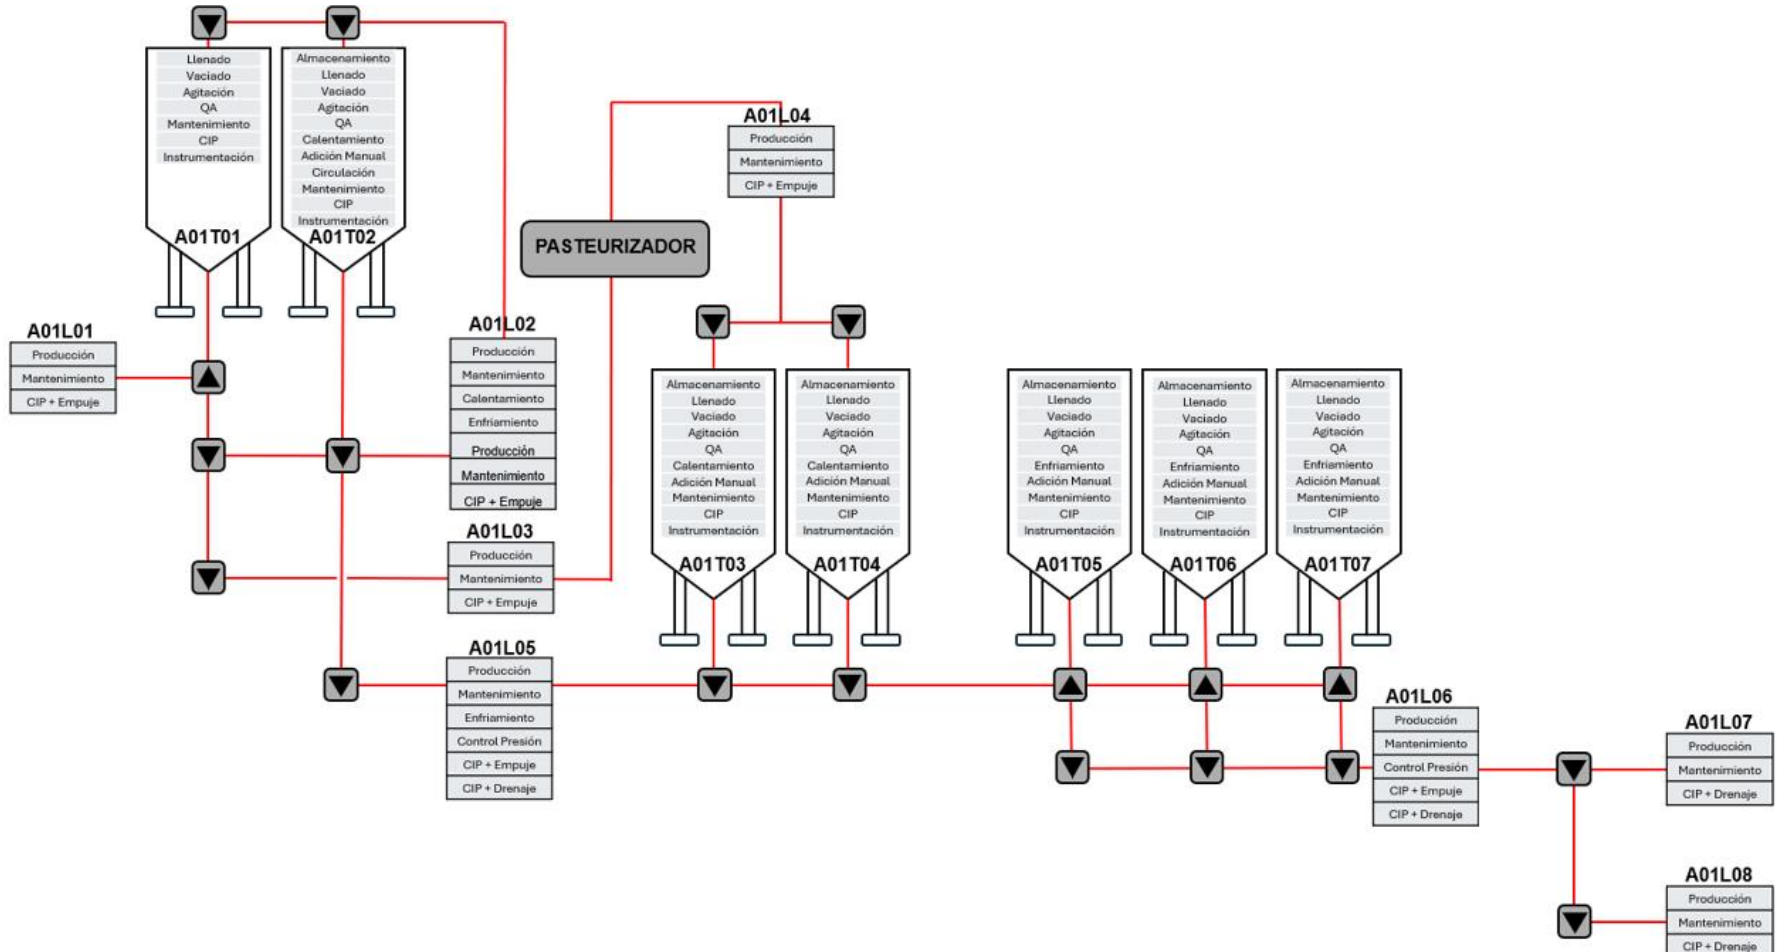 Llenado
Vaciado
Agitación
QA
Mantenimiento
CIP
Instrumentación
A01T01
Almacenamiento
Llenado
Vaciado
Agitación
QA
Calentamiento
Adición Manual
Circulación
Mantenimiento
CIP
Instrumentación
A01T02
A01L01
Producción
Mantenimiento
CIP + Empuje
A01L02
Producción
Mantenimiento
Calentamiento
Enfriamiento
Producción
Mantenimiento
CIP + Empuje
A01L03
Producción
Mantenimiento
CIP + Empuje
PASTEURIZADOR
A01L04
Producción
Mantenimiento
CIP + Empuje
Almacenamiento
Llenado
Vaciado
Agitación
QA
Calentamiento
Adición Manual
Mantenimiento
CIP
Instrumentación
A01T03
Almacenamiento
Llenado
Vaciado
Agitación
QA
Calentamiento
Adición Manual
Mantenimiento
CIP
Instrumentación
A01T04
A01L05
Producción
Mantenimiento
Enfriamiento
Control Presión
CIP + Empuje
CIP + Drenaje
Almacenamiento
Llenado
Vaciado
Agitación
QA
Enfriamiento
Adición Manual
Mantenimiento
CIP
Instrumentación
A01T05
Almacenamiento
Llenado
Vaciado
Agitación
QA
Enfriamiento
Adición Manual
Mantenimiento
CIP
Instrumentación
A01T06
Almacenamiento
Llenado
Vaciado
Agitación
QA
Enfriamiento
Adición Manual
Mantenimiento
CIP
Instrumentación
A01T07
A01L06
Producción
Mantenimiento
Control Presión
CIP + Empuje
CIP + Drenaje
A01L07
Producción
Mantenimiento
CIP + Drenaje
A01L08
Producción
Mantenimiento
CIP + Drenaje